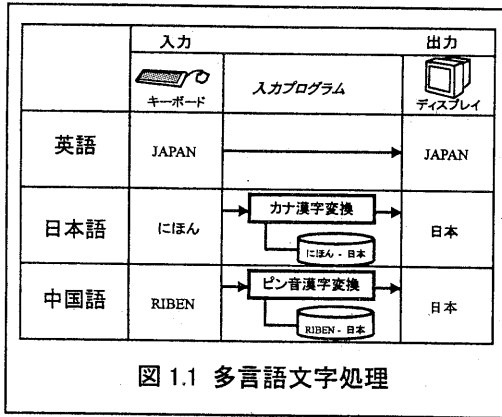 入力
出力
キーボード
入力プログラム
ディスプレイ
英語
JAPAN
JAPAN
日本語
にほん
カナ漢字変換
にほん - 日本
日本
中国語
RIBEN
ピン音漢字変換
RIBEN - 日本
日本
図 1.1 多言語文字処理